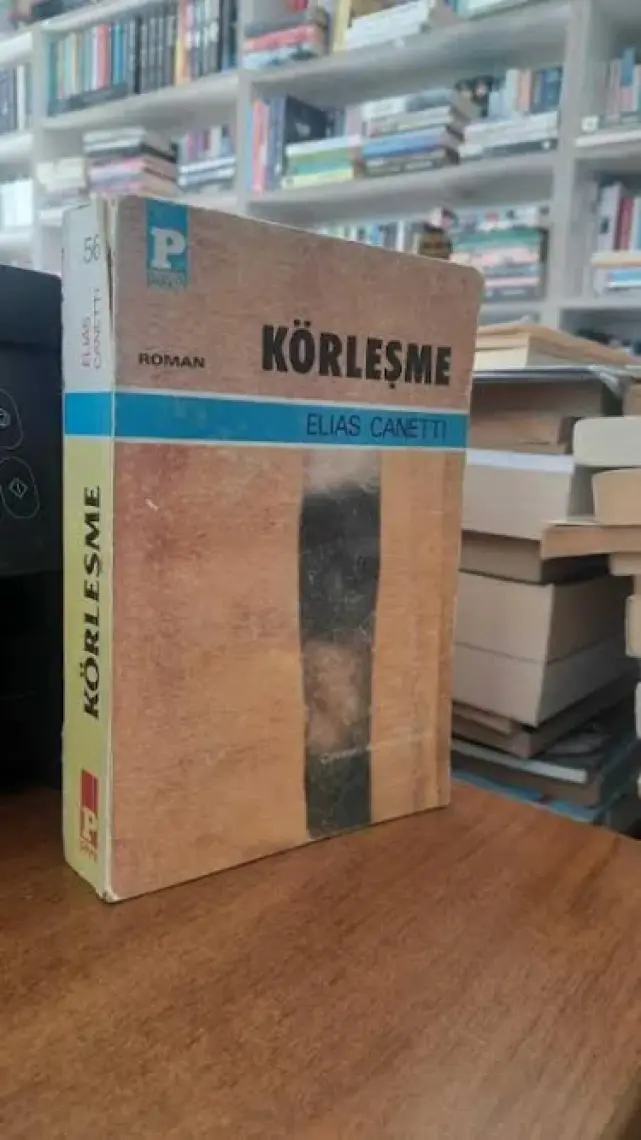 P
ROMAN
KÖRLEŞME
ELIAS CANETTI
56
ELIAS
CANETTI
KÖRLEŞME
P